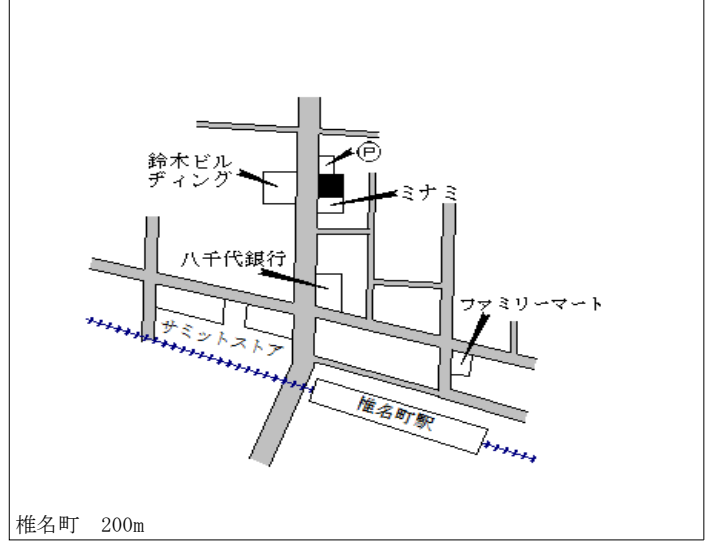 Ⓟ
鈴木ビル
ヂィング
ミナミ
八千代銀行
ファミリーマート
サミットストア
椎名町駅
椎名町　200m